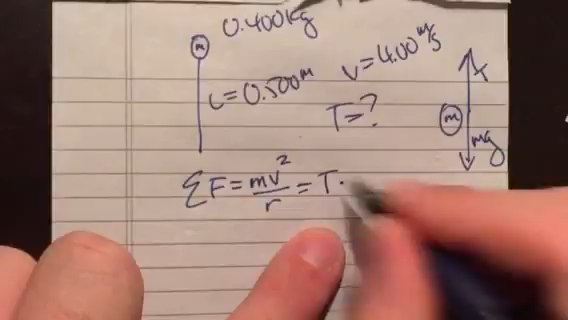 0.400kg
m
L=0.500m
v=4.00m/s
T=?
T
m
mg
ΣF=mv²/r=T-